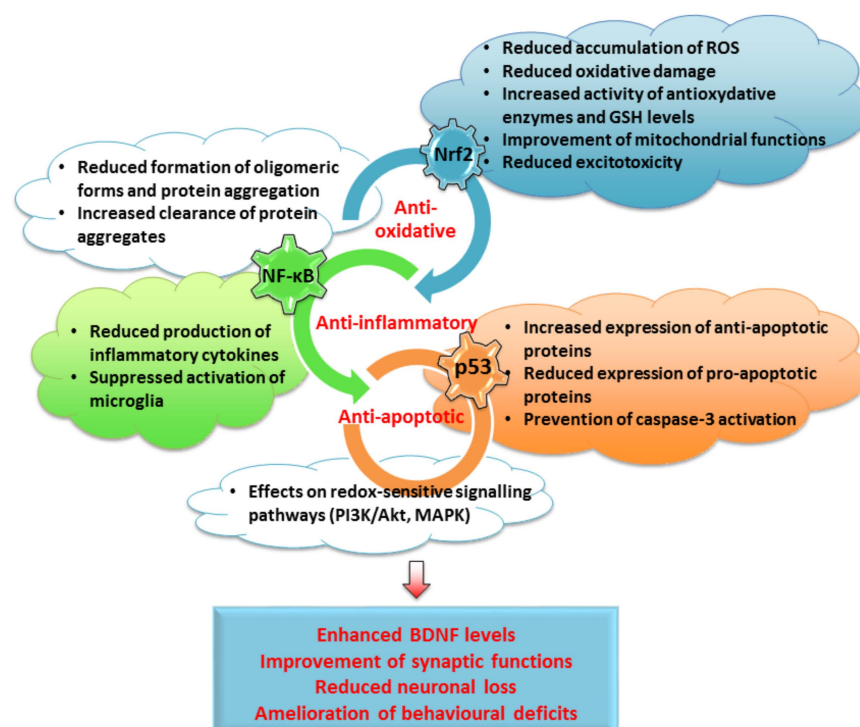 • Reduced accumulation of ROS
• Reduced oxidative damage
• Increased activity of antioxydative
enzymes and GSH levels
• Improvement of mitochondrial functions
• Reduced excitotoxicity
Nrf2
• Reduced formation of oligomeric
forms and protein aggregation
• Increased clearance of protein
aggregates
Anti-
oxidative
NF-κB
• Reduced production of
inflammatory cytokines
• Suppressed activation of
microglia
Anti-inflammatory
p53
• Increased expression of anti-apoptotic
proteins
• Reduced expression of pro-apoptotic
proteins
• Prevention of caspase-3 activation
Anti-apoptotic
• Effects on redox-sensitive signalling
pathways (PI3K/Akt, MAPK)
Enhanced BDNF levels
Improvement of synaptic functions
Reduced neuronal loss
Amelioration of behavioural deficits